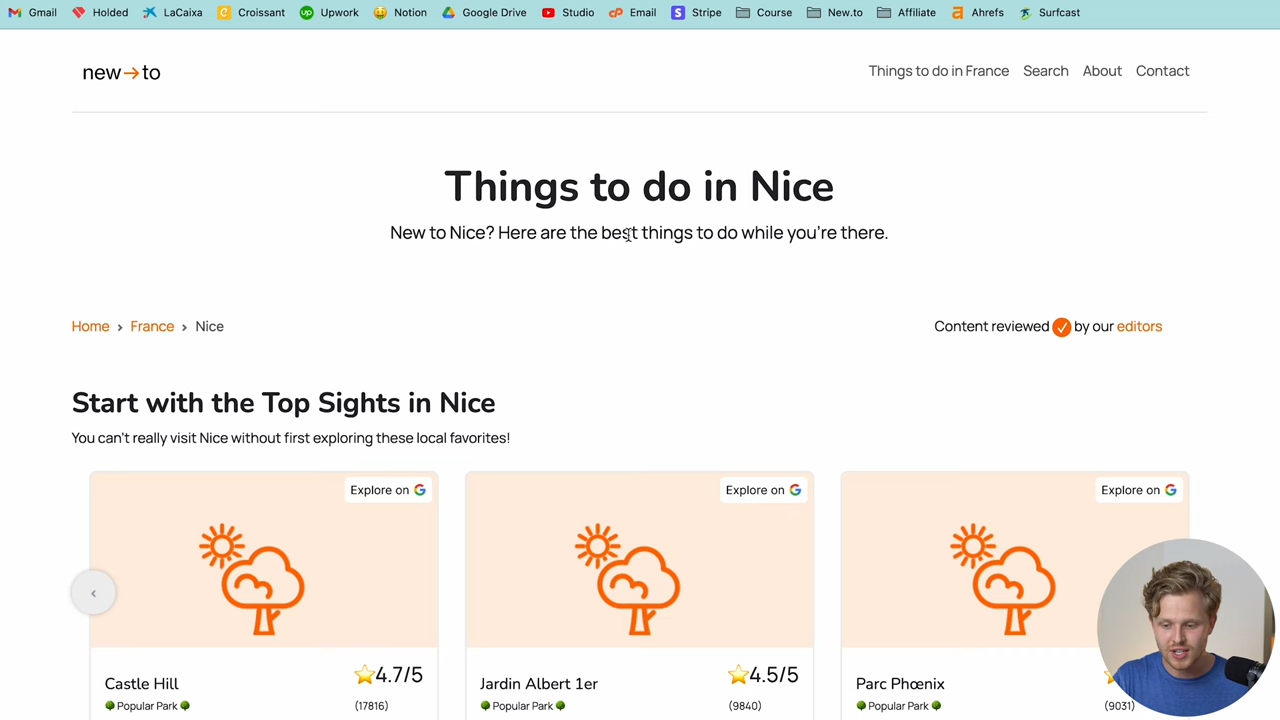 Gmail Holded LaCaixa Croissant Upwork Notion Google Drive Studio Email Stripe Course New.to Affiliate Ahrefs Surfcast
new→to Things to do in France Search About Contact
Things to do in Nice
New to Nice? Here are the best things to do while you're there.
Home › France › Nice Content reviewed by our editors
Start with the Top Sights in Nice
You can't really visit Nice without first exploring these local favorites!
Explore on Explore on Explore on
Castle Hill ⭐4.7/5 Jardin Albert 1er ⭐4.5/5 Parc Phœnix
🌳 Popular Park 🌳 (17816) 🌳 Popular Park 🌳 (9840) 🌳 Popular Park 🌳 (9031)